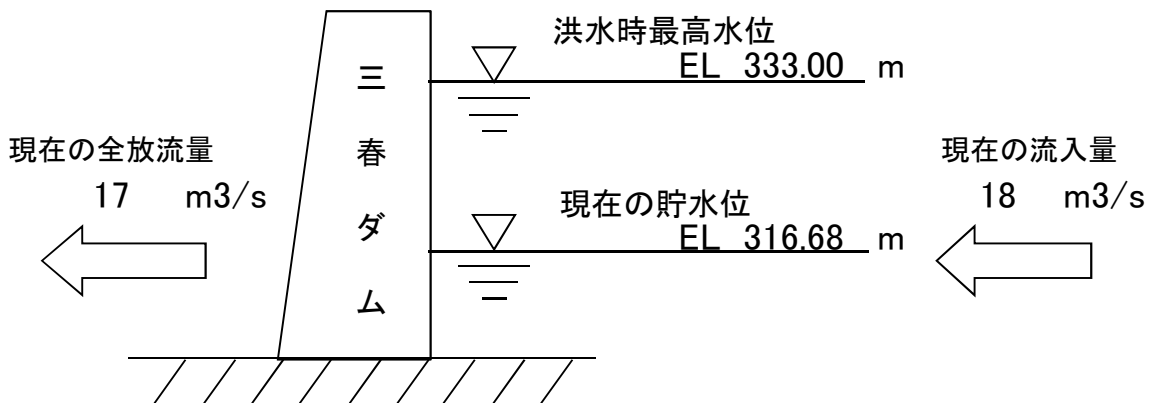 洪水時最高水位
EL 333.00 m
三春ダム
現在の全放流量
17 m3/s
現在の流入量
18 m3/s
現在の貯水位
EL 316.68 m